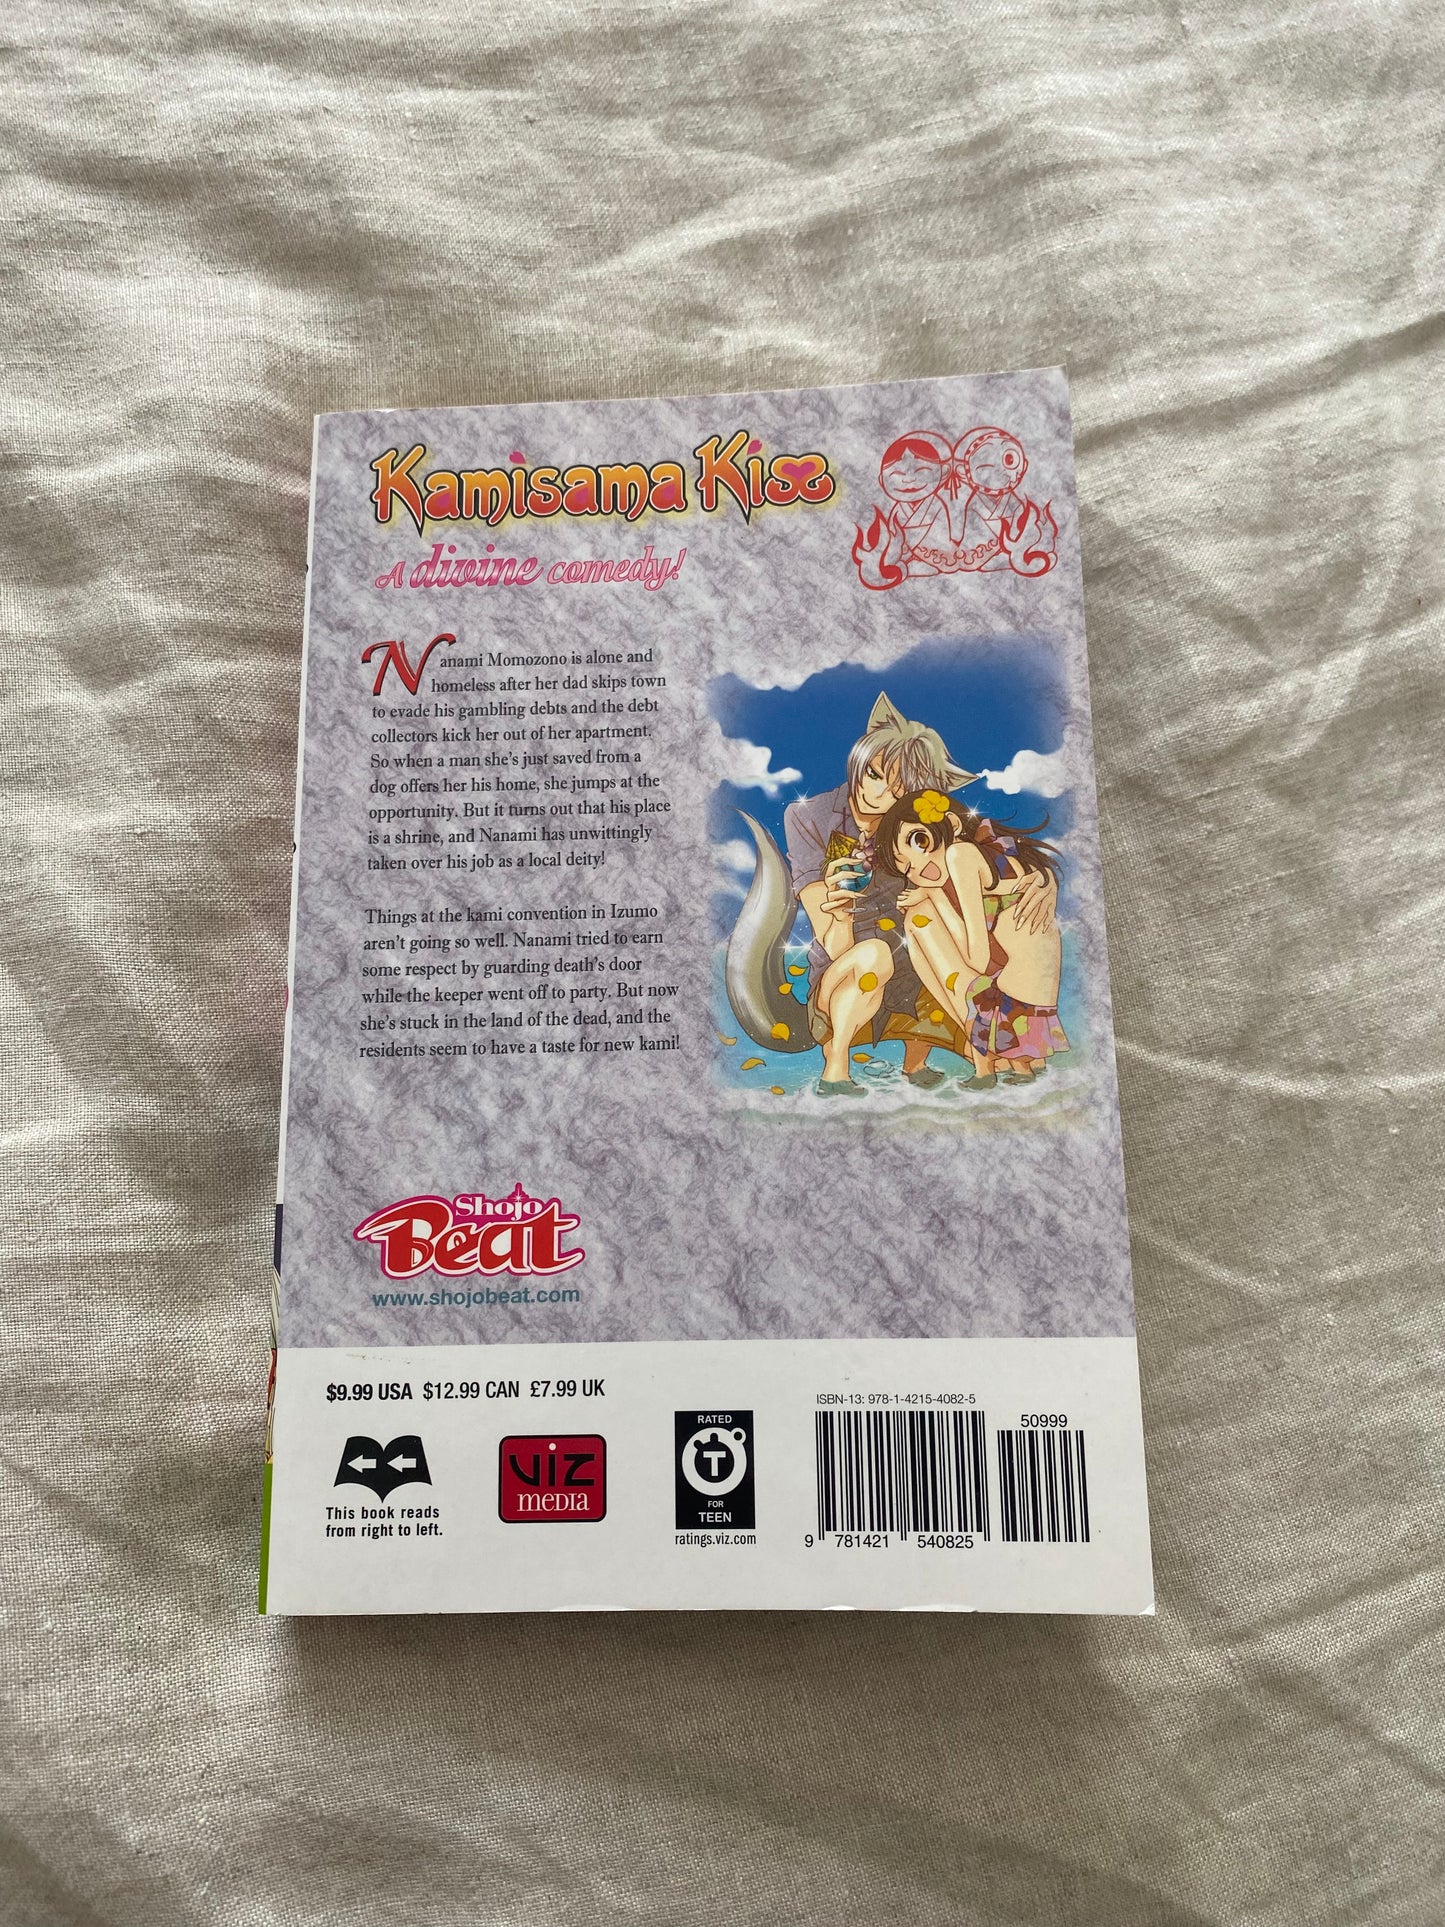 Kamisama Kiss
A divine comedy!
Nanami Momozono is alone and
homeless after her dad skips town
to evade his gambling debts and the debt
collectors kick her out of her apartment.
So when a man she's just saved from a
dog offers her his home, she jumps at the
opportunity. But it turns out that his place
is a shrine, and Nanami has unwittingly
taken over his job as a local deity!
Things at the kami convention in Izumo
aren't going so well. Nanami tried to earn
some respect by guarding death's door
while the keeper went off to party. But now
she's stuck in the land of the dead, and the
residents seem to have a taste for new kami!
Shojo
Beat
www.shojobeat.com
$9.99 USA $12.99 CAN £7.99 UK
This book reads
from right to left.
viz
media
RATED
T
FOR
TEEN
ratings.viz.com
ISBN-13: 978-1-4215-4082-5
50999
9 781421 540825